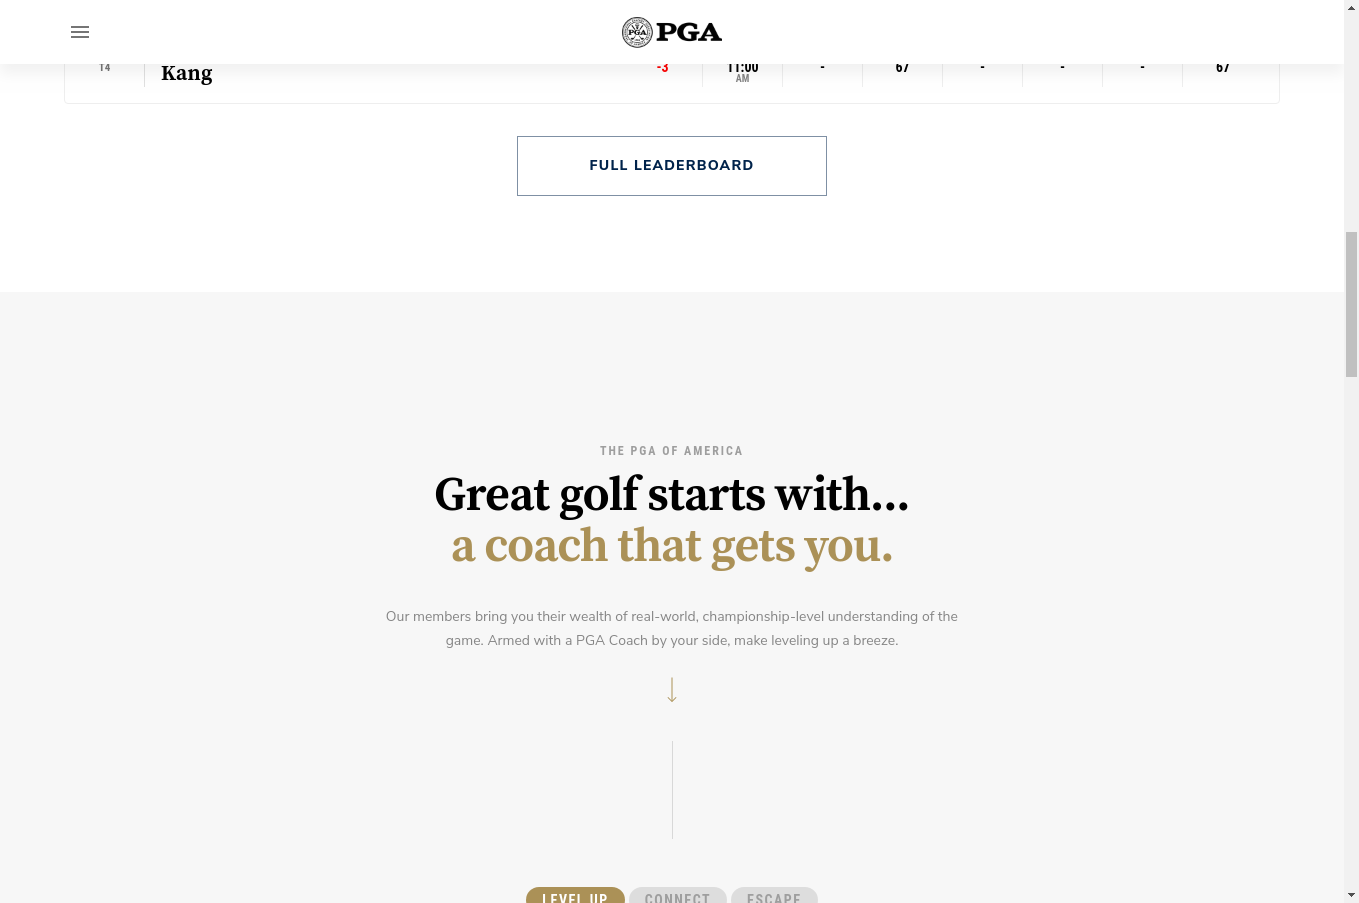 PGA
T4
Kang
-3
11:00
AM
-
67
-
-
-
67
FULL LEADERBOARD
THE PGA OF AMERICA
Great golf starts with...
a coach that gets you.
Our members bring you their wealth of real-world, championship-level understanding of the
game. Armed with a PGA Coach by your side, make leveling up a breeze.
LEVEL UP
CONNECT
ESCAPE